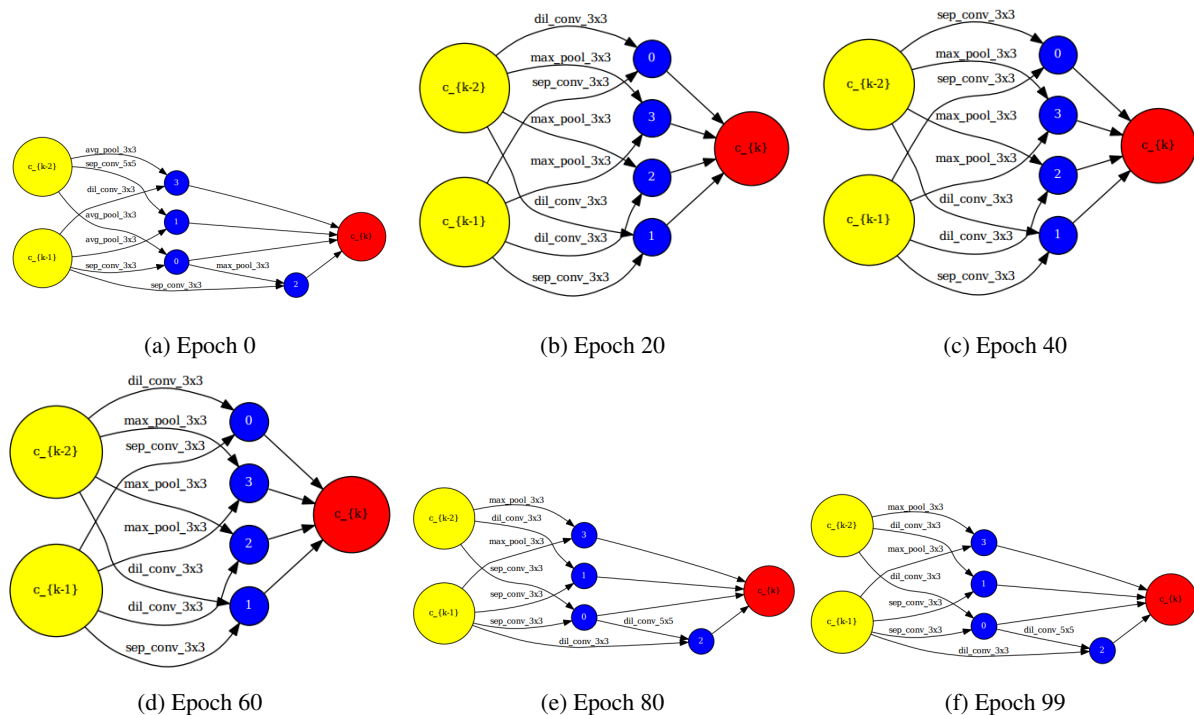 avg_pool_3x3
sep_conv_5x5
c_{k-2}
3
dil_conv_3x3
avg_pool_3x3
1
c_{k}
avg_pool_3x3
c_{k-1}
sep_conv_3x3
0
max_pool_3x3
2
sep_conv_3x3
(a) Epoch 0
dil_conv_3x3
0
max_pool_3x3
c_{k-2}
sep_conv_3x3
3
max_pool_3x3
c_{k}
max_pool_3x3
2
c_{k-1}
dil_conv_3x3
1
dil_conv_3x3
sep_conv_3x3
(b) Epoch 20
sep_conv_3x3
0
max_pool_3x3
c_{k-2}
sep_conv_3x3
3
max_pool_3x3
c_{k}
max_pool_3x3
2
c_{k-1}
dil_conv_3x3
1
dil_conv_3x3
sep_conv_3x3
(c) Epoch 40
dil_conv_3x3
0
max_pool_3x3
c_{k-2}
sep_conv_3x3
3
max_pool_3x3
c_{k}
max_pool_3x3
2
c_{k-1}
dil_conv_3x3
1
dil_conv_3x3
sep_conv_3x3
(d) Epoch 60
max_pool_3x3
c_{k-2}
dil_conv_3x3
3
max_pool_3x3
sep_conv_3x3
1
c_{k}
sep_conv_3x3
c_{k-1}
sep_conv_3x3
0
dil_conv_5x5
2
dil_conv_3x3
(e) Epoch 80
max_pool_3x3
c_{k-2}
dil_conv_3x3
3
max_pool_3x3
dil_conv_3x3
1
c_{k}
sep_conv_3x3
c_{k-1}
sep_conv_3x3
0
dil_conv_5x5
2
dil_conv_3x3
(f) Epoch 99